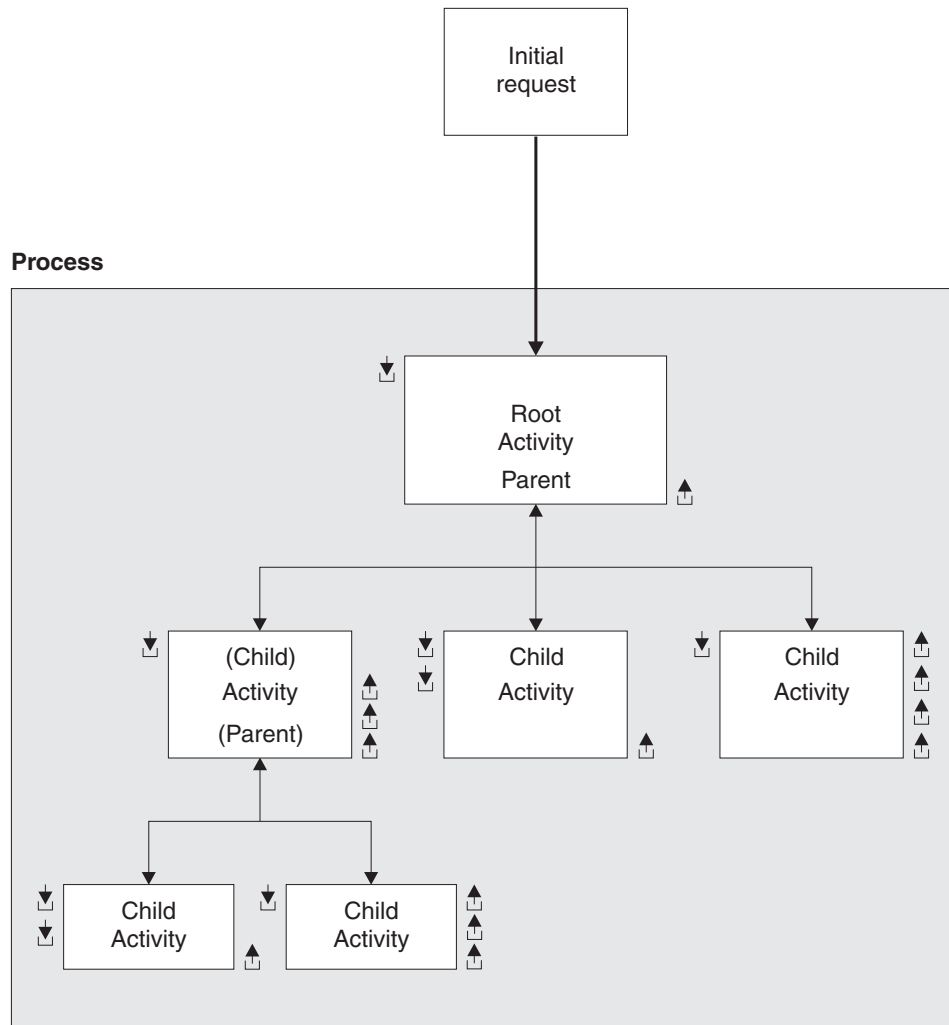 Initial
request
Process
Root
Activity
Parent
(Child)
Activity
(Parent)
Child
Activity
Child
Activity
Child
Activity
Child
Activity